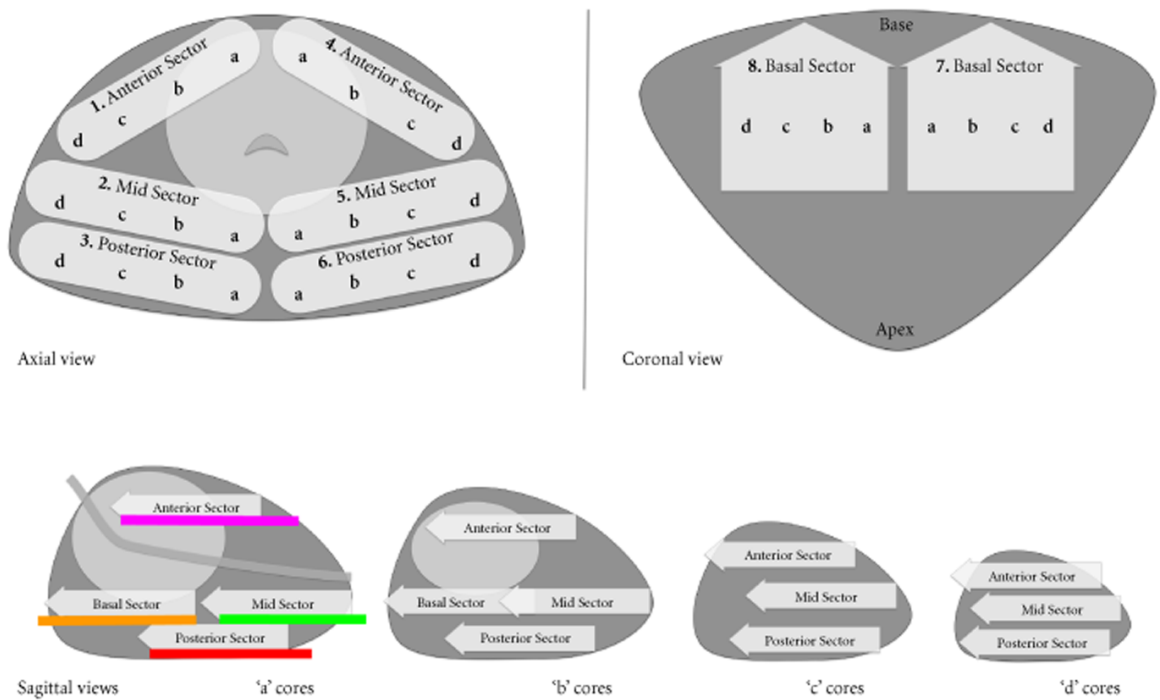 1. Anterior Sector
a
b
c
d
4. Anterior Sector
a
b
c
d
2. Mid Sector
d
c
b
a
5. Mid Sector
a
b
c
d
3. Posterior Sector
d
c
b
a
6. Posterior Sector
a
b
c
d
Axial view
Base
8. Basal Sector
d c b a
7. Basal Sector
a b c d
Apex
Coronal view
Anterior Sector
Basal Sector
Mid Sector
Posterior Sector
Anterior Sector
Basal Sector
Mid Sector
Posterior Sector
Anterior Sector
Mid Sector
Posterior Sector
Anterior Sector
Mid Sector
Posterior Sector
Sagittal views
‘a’ cores
‘b’ cores
‘c’ cores
‘d’ cores